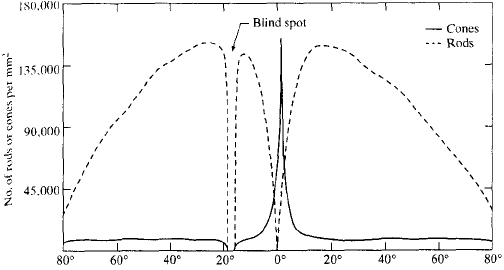 180,000
Blind spot
Cones
Rods
135,000
90,000
45,000
No. of rods or cones per mm²
80° 60° 40° 20° 0° 20° 40° 60° 80°